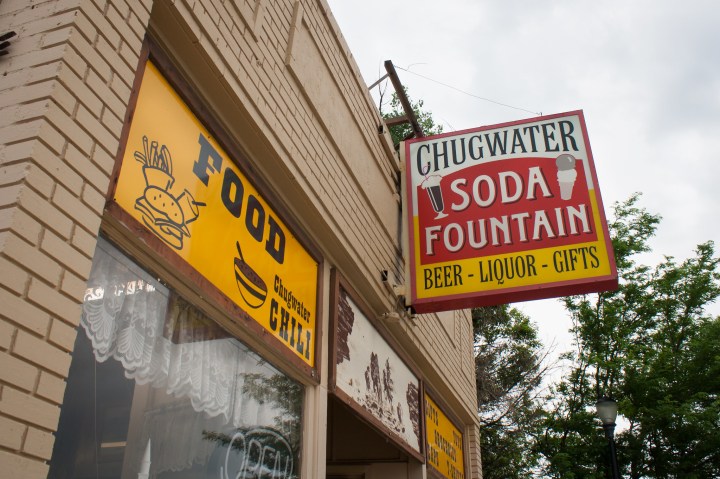 FOOD
Chugwater
CHILI
CHUGWATER
SODA
FOUNTAIN
BEER - LIQUOR - GIFTS
OPEN